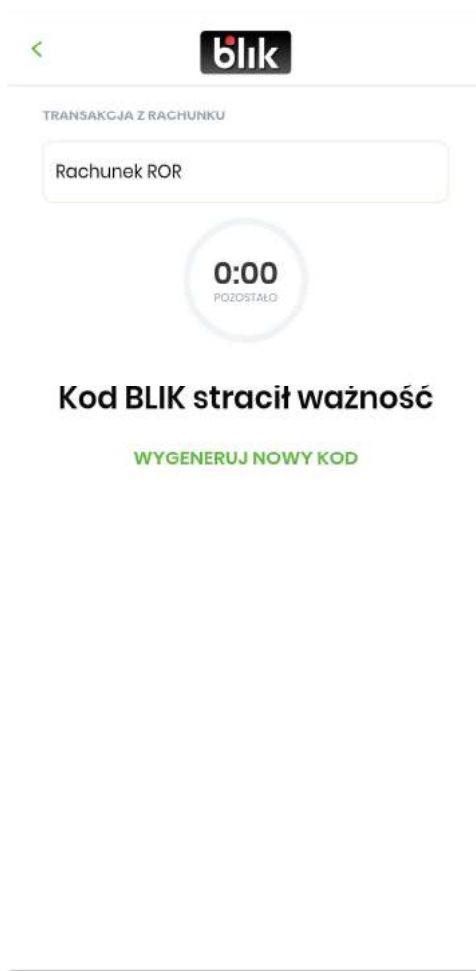 blik
TRANSAKCJA Z RACHUNKU
Rachunek ROR
0:00
POZOSTAŁO
Kod BLIK stracił ważność
WYGENERUJ NOWY KOD